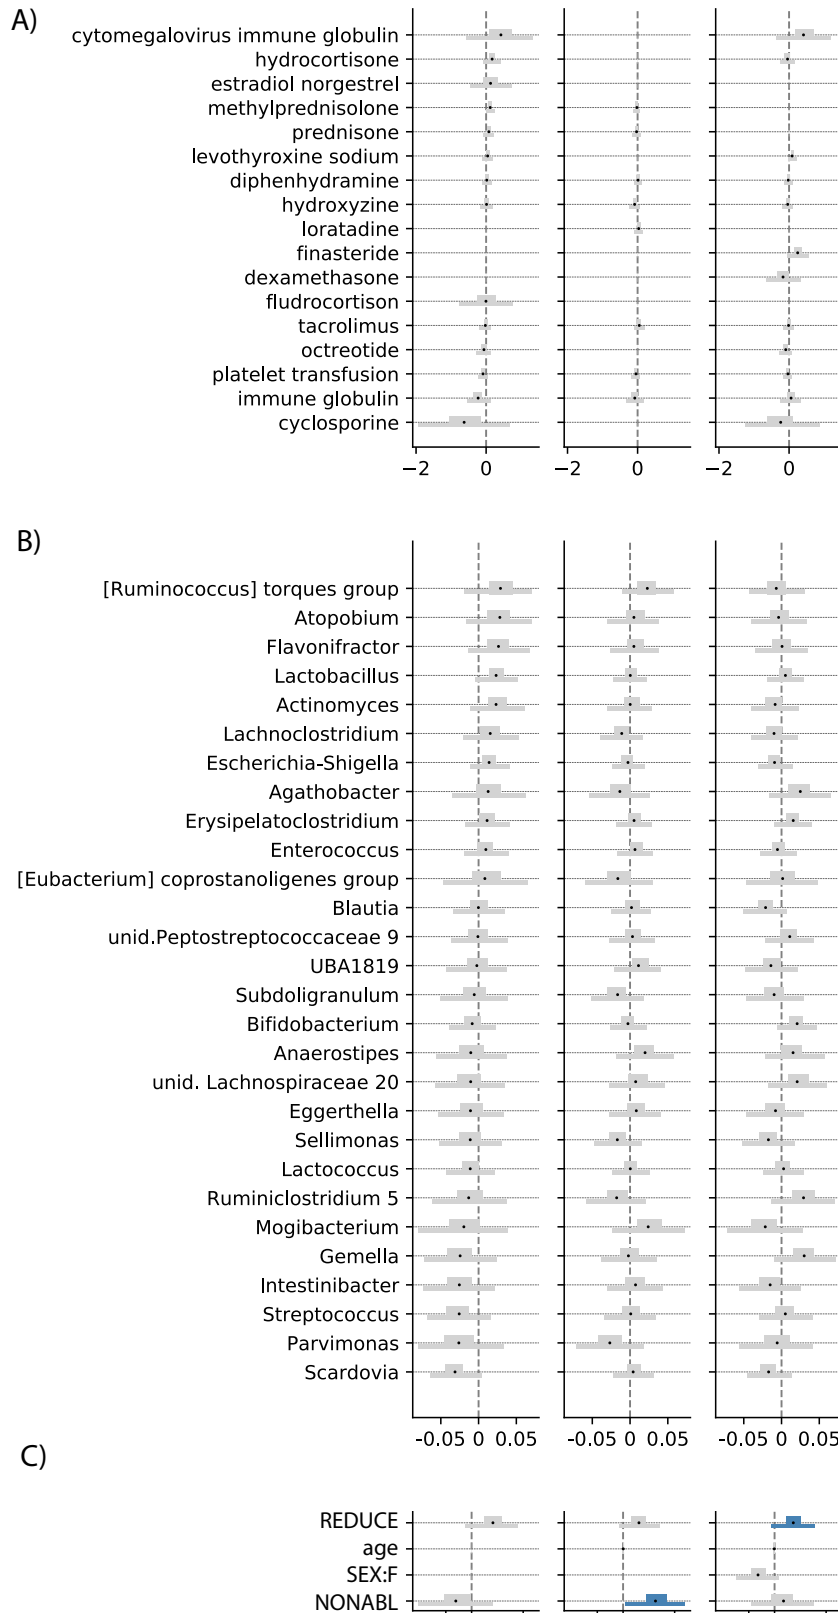 A)
cytomegalovirus immune globulin
hydrocortisone
estradiol norgestrel
methylprednisolone
prednisone
levothyroxine sodium
diphenhydramine
hydroxyzine
loratadine
finasteride
dexamethasone
fludrocortison
tacrolimus
octreotide
platelet transfusion
immune globulin
cyclosporine
−2 0 −2 0 −2 0
B)
[Ruminococcus] torques group
Atopobium
Flavonifractor
Lactobacillus
Actinomyces
Lachnoclostridium
Escherichia-Shigella
Agathobacter
Erysipelatoclostridium
Enterococcus
[Eubacterium] coprostanoligenes group
Blautia
unid.Peptostreptococcaceae 9
UBA1819
Subdoligranulum
Bifidobacterium
Anaerostipes
unid. Lachnospiraceae 20
Eggerthella
Sellimonas
Lactococcus
Ruminiclostridium 5
Mogibacterium
Gemella
Intestinibacter
Streptococcus
Parvimonas
Scardovia
-0.05 0 0.05 -0.05 0 0.05 -0.05 0 0.05
C)
REDUCE
age
SEX:F
NONABL